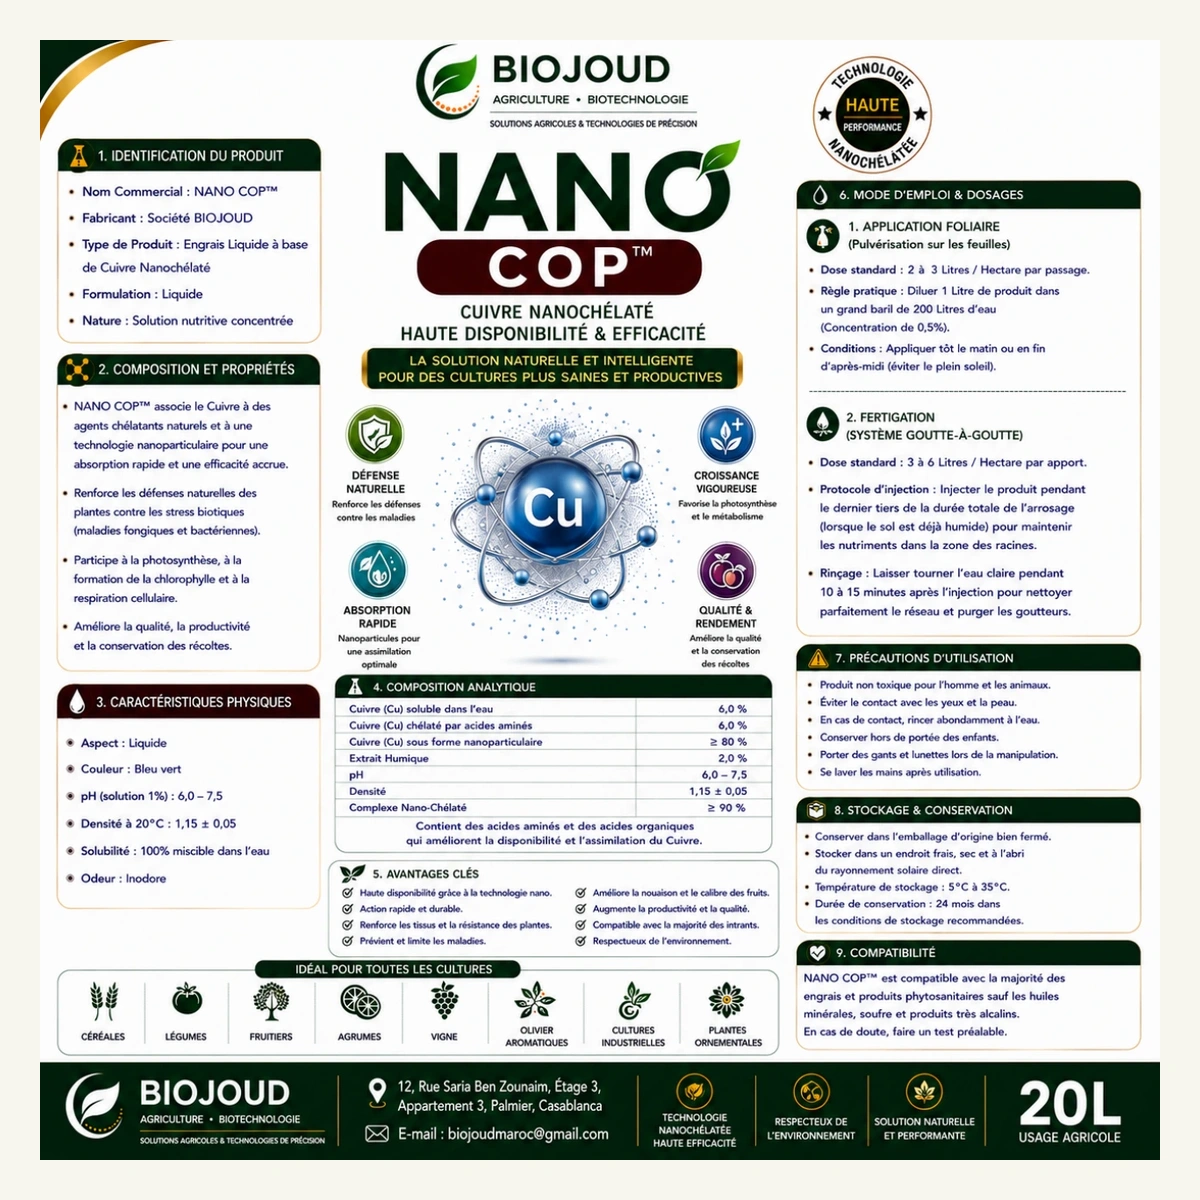 BIOJOUD
AGRICULTURE • BIOTECHNOLOGIE
SOLUTIONS AGRICOLES & TECHNOLOGIES DE PRÉCISION
TECHNOLOGIE
HAUTE
PERFORMANCE
NANOCHÉLATÉE
NANO
COP™
CUIVRE NANOCHÉLATÉ
HAUTE DISPONIBILITÉ & EFFICACITÉ
LA SOLUTION NATURELLE ET INTELLIGENTE
POUR DES CULTURES PLUS SAINES ET PRODUCTIVES
1. IDENTIFICATION DU PRODUIT
• Nom Commercial : NANO COP™
• Fabricant : Société BIOJOUD
• Type de Produit : Engrais Liquide à base
de Cuivre Nanochélaté
• Formulation : Liquide
• Nature : Solution nutritive concentrée
2. COMPOSITION ET PROPRIÉTÉS
• NANO COP™ associe le Cuivre à des
agents chélatants naturels et à une
technologie nanoparticulaire pour une
absorption rapide et une efficacité accrue.
• Renforce les défenses naturelles des
plantes contre les stress biotiques
(maladies fongiques et bactériennes).
• Participe à la photosynthèse, à la
formation de la chlorophylle et à la
respiration cellulaire.
• Améliore la qualité, la productivité
et la conservation des récoltes.
3. CARACTÉRISTIQUES PHYSIQUES
• Aspect : Liquide
• Couleur : Bleu vert
• pH (solution 1%) : 6,0 – 7,5
• Densité à 20°C : 1,15 ± 0,05
• Solubilité : 100% miscible dans l'eau
• Odeur : Inodore
DÉFENSE
NATURELLE
Renforce les défenses
contre les maladies
ABSORPTION
RAPIDE
Nanoparticules pour
une assimilation
optimale
Cu
CROISSANCE
VIGOUREUSE
Favorise la photosynthèse
et le métabolisme
QUALITÉ &
RENDEMENT
Améliore la qualité
et la conservation
des récoltes
4. COMPOSITION ANALYTIQUE
Cuivre (Cu) soluble dans l'eau 6,0 %
Cuivre (Cu) chélaté par acides aminés 6,0 %
Cuivre (Cu) sous forme nanoparticulaire ≥ 80 %
Extrait Humique 2,0 %
pH 6,0 – 7,5
Densité 1,15 ± 0,05
Complexe Nano-Chélaté ≥ 90 %
Contient des acides aminés et des acides organiques
qui améliorent la disponibilité et l'assimilation du Cuivre.
5. AVANTAGES CLÉS
Haute disponibilité grâce à la technologie nano.
Action rapide et durable.
Renforce les tissus et la résistance des plantes.
Prévient et limite les maladies.
Améliore la nouaison et le calibre des fruits.
Augmente la productivité et la qualité.
Compatible avec la majorité des intrants.
Respectueux de l'environnement.
6. MODE D'EMPLOI & DOSAGES
1. APPLICATION FOLIAIRE
(Pulvérisation sur les feuilles)
• Dose standard : 2 à 3 Litres / Hectare par passage.
• Règle pratique : Diluer 1 Litre de produit dans
un grand baril de 200 Litres d'eau
(Concentration de 0,5%).
• Conditions : Appliquer tôt le matin ou en fin
d'après-midi (éviter le plein soleil).
2. FERTIGATION
(SYSTÈME GOUTTE-À-GOUTTE)
• Dose standard : 3 à 6 Litres / Hectare par apport.
• Protocole d'injection : Injecter le produit pendant
le dernier tiers de la durée totale de l'arrosage
(lorsque le sol est déjà humide) pour maintenir
les nutriments dans la zone des racines.
• Rinçage : Laisser tourner l'eau claire pendant
10 à 15 minutes après l'injection pour nettoyer
parfaitement le réseau et purger les goutteurs.
7. PRÉCAUTIONS D'UTILISATION
• Produit non toxique pour l'homme et les animaux.
• Éviter le contact avec les yeux et la peau.
• En cas de contact, rincer abondamment à l'eau.
• Conserver hors de portée des enfants.
• Porter des gants et lunettes lors de la manipulation.
• Se laver les mains après utilisation.
8. STOCKAGE & CONSERVATION
• Conserver dans l'emballage d'origine bien fermé.
• Stocker dans un endroit frais, sec et à l'abri
du rayonnement solaire direct.
• Température de stockage : 5°C à 35°C.
• Durée de conservation : 24 mois dans
les conditions de stockage recommandées.
9. COMPATIBILITÉ
NANO COP™ est compatible avec la majorité des
engrais et produits phytosanitaires sauf les huiles
minérales, soufre et produits très alcalins.
En cas de doute, faire un test préalable.
IDÉAL POUR TOUTES LES CULTURES
CÉRÉALES
LÉGUMES
FRUITIERS
AGRUMES
VIGNE
OLIVIER
AROMATIQUES
CULTURES
INDUSTRIELLES
PLANTES
ORNEMENTALES
BIOJOUD
AGRICULTURE • BIOTECHNOLOGIE
SOLUTIONS AGRICOLES & TECHNOLOGIES DE PRÉCISION
12, Rue Saria Ben Zounaim, Étage 3,
Appartement 3, Palmier, Casablanca
E-mail : biojoudmaroc@gmail.com
TECHNOLOGIE
NANOCHÉLATÉE
HAUTE EFFICACITÉ
RESPECTEUX DE
L'ENVIRONNEMENT
SOLUTION NATURELLE
ET PERFORMANTE
20L
USAGE AGRICOLE